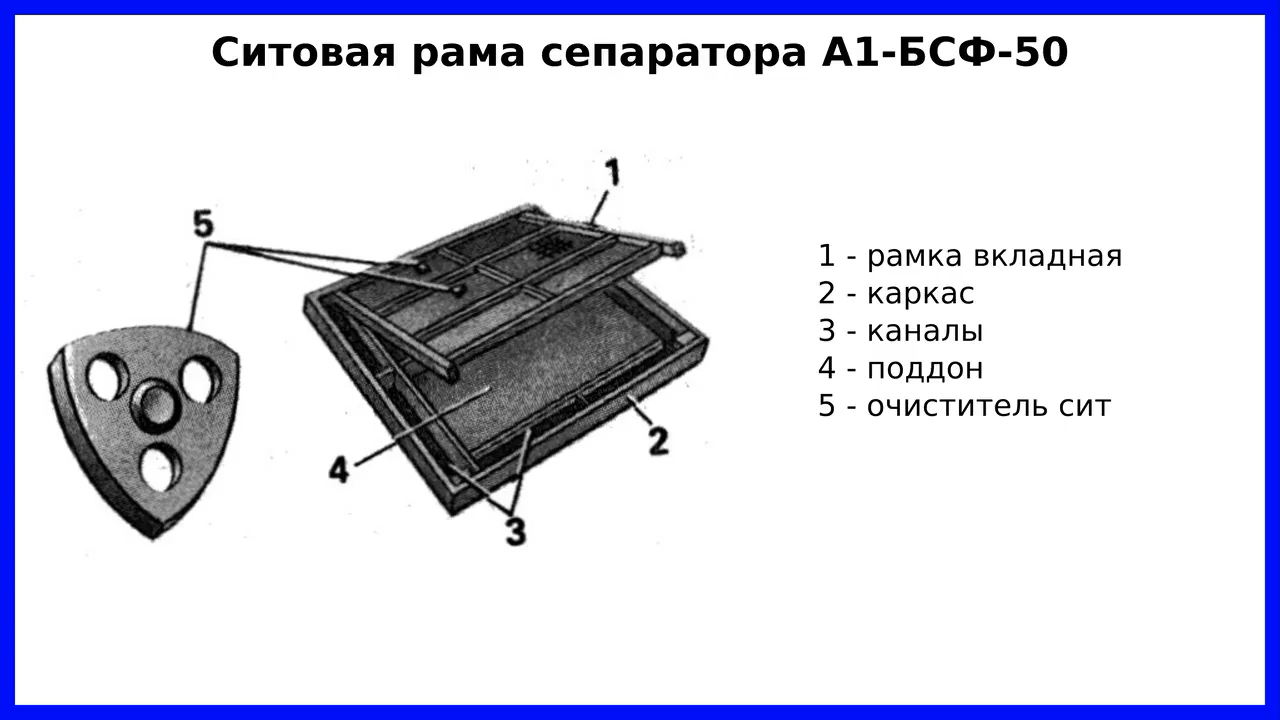 Ситовая рама сепаратора А1-БСФ-50
1
5
1 - рамка вкладная
2 - каркас
3 - каналы
4 - поддон
5 - очиститель сит
2
4
3